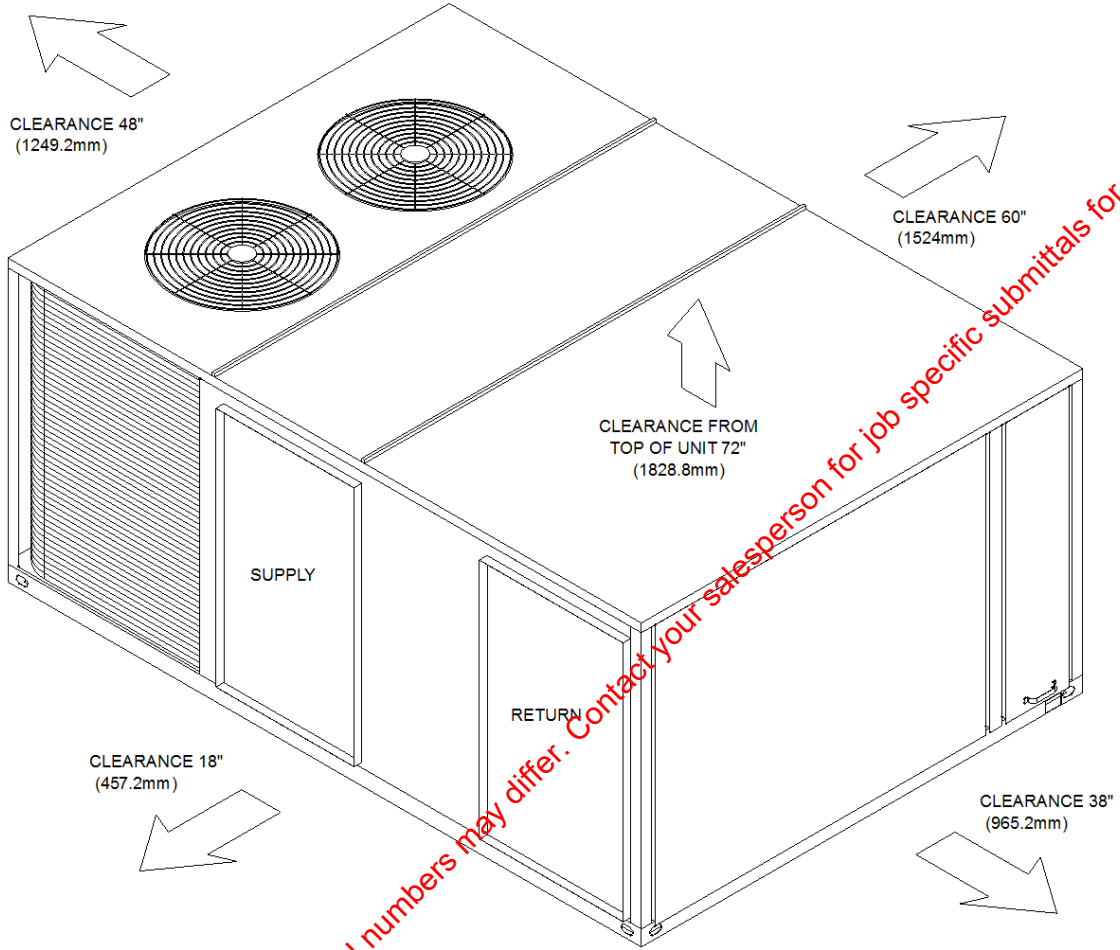 CLEARANCE 48"
(1249.2mm)
CLEARANCE 60"
(1524mm)
CLEARANCE FROM
TOP OF UNIT 72"
(1828.8mm)
SUPPLY
RETURN
CLEARANCE 18"
(457.2mm)
CLEARANCE 38"
(965.2mm)
numbers may differ. Contact your salesperson for job specific submittals for